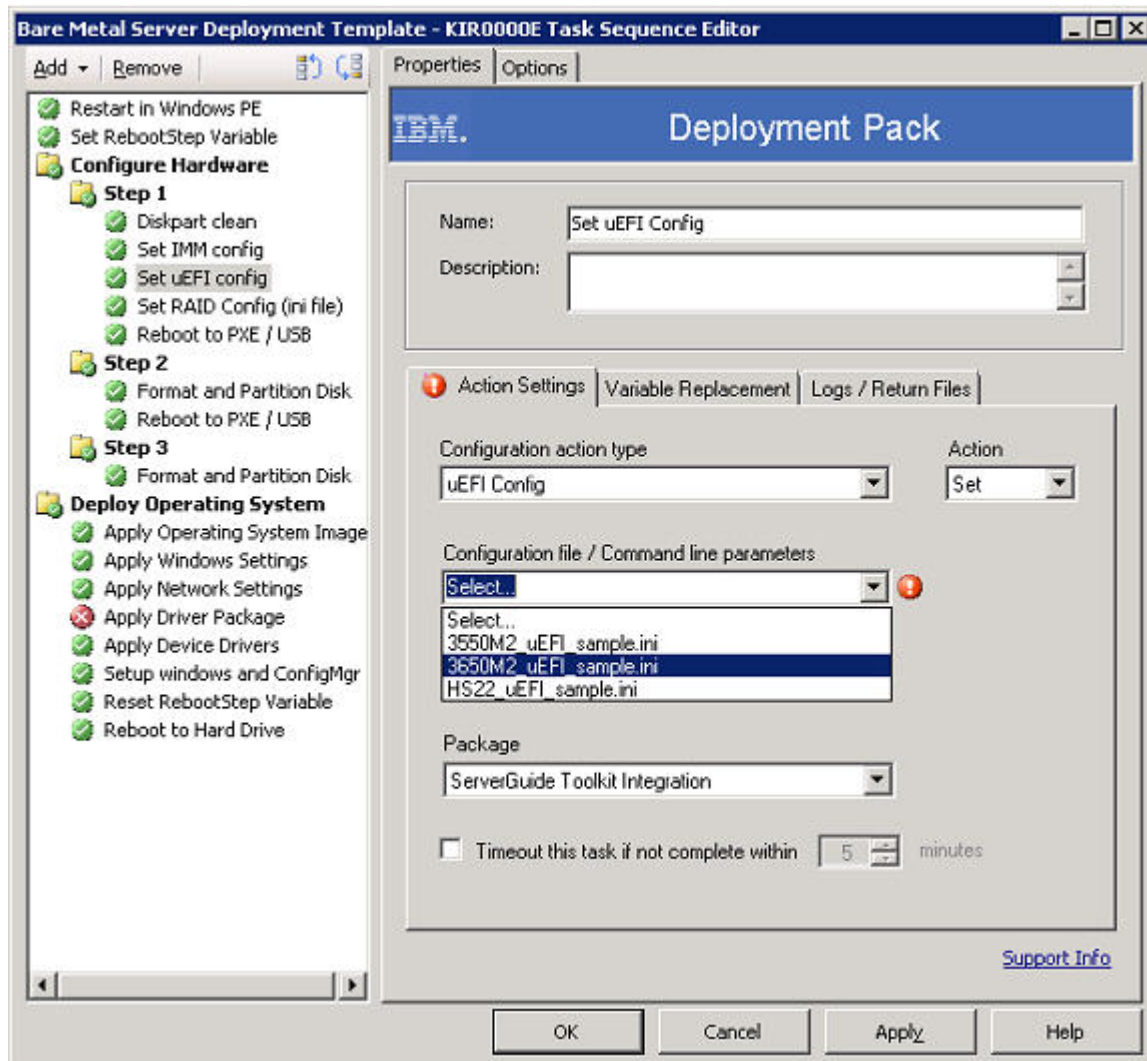 Bare Metal Server Deployment Template - KIR0000E Task Sequence Editor
Add
Remove
Restart in Windows PE
Set RebootStep Variable
Configure Hardware
Step 1
Diskpart clean
Set IMM config
Set uEFI config
Set RAID Config (ini file)
Reboot to PXE / USB
Step 2
Format and Partition Disk
Reboot to PXE / USB
Step 3
Format and Partition Disk
Deploy Operating System
Apply Operating System Image
Apply Windows Settings
Apply Network Settings
Apply Driver Package
Apply Device Drivers
Setup windows and ConfigMgr
Reset RebootStep Variable
Reboot to Hard Drive
Properties
Options
IBM.
Deployment Pack
Name:
Set uEFI Config
Description:
Action Settings
Variable Replacement
Logs / Return Files
Configuration action type
Action
uEFI Config
Set
Configuration file / Command line parameters
Select...
Select...
3550M2_uEFI_sample.ini
3650M2_uEFI_sample.ini
HS22_uEFI_sample.ini
Package
ServerGuide Toolkit Integration
Timeout this task if not complete within 5 minutes
Support Info
OK
Cancel
Apply
Help